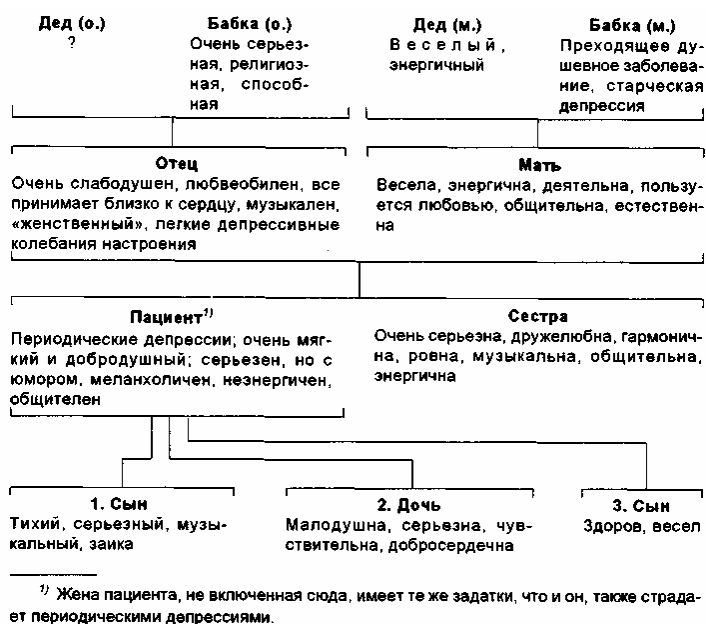 Дед (о.)
?
Бабка (о.)
Очень серьез-
ная, религиоз-
ная, способ-
ная
Дед (м.)
Веселый,
энергичный
Бабка (м.)
Преходящее ду-
шевное заболева-
ние, старческая
депрессия
Отец
Очень слабодушен, любвеобилен, все
принимает близко к сердцу, музыкален,
«женственный», легкие депрессивные
колебания настроения
Мать
Весела, энергична, деятельна, пользу-
ется любовью, общительна, естествен-
на
Пациент¹⁾
Периодические депрессии; очень мяг-
кий и добродушный; серьезен, но с
юмором, меланхоличен, неэнергичен,
общителен
Сестра
Очень серьезна, дружелюбна, гармонич-
на, ровна, музыкальна, общительна,
энергична
1. Сын
Тихий, серьезный, музы-
кальный, заика
2. Дочь
Малодушна, серьезна, чув-
ствительна, добросердечна
3. Сын
Здоров, весел
¹⁾ Жена пациента, не включенная сюда, имеет те же задатки, что и он, также страда-
ет периодическими депрессиями.